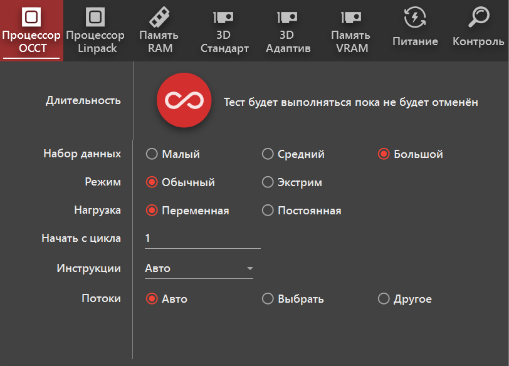 Процессор OCCT
Процессор Linpack
Память RAM
3D Стандарт
3D Адаптив
Память VRAM
Питание
Контроль
Длительность
Тест будет выполняться пока не будет отменён
Набор данных Малый Средний Большой
Режим Обычный Экстрим
Нагрузка Переменная Постоянная
Начать с цикла 1
Инструкции Авто
Потоки Авто Выбрать Другое